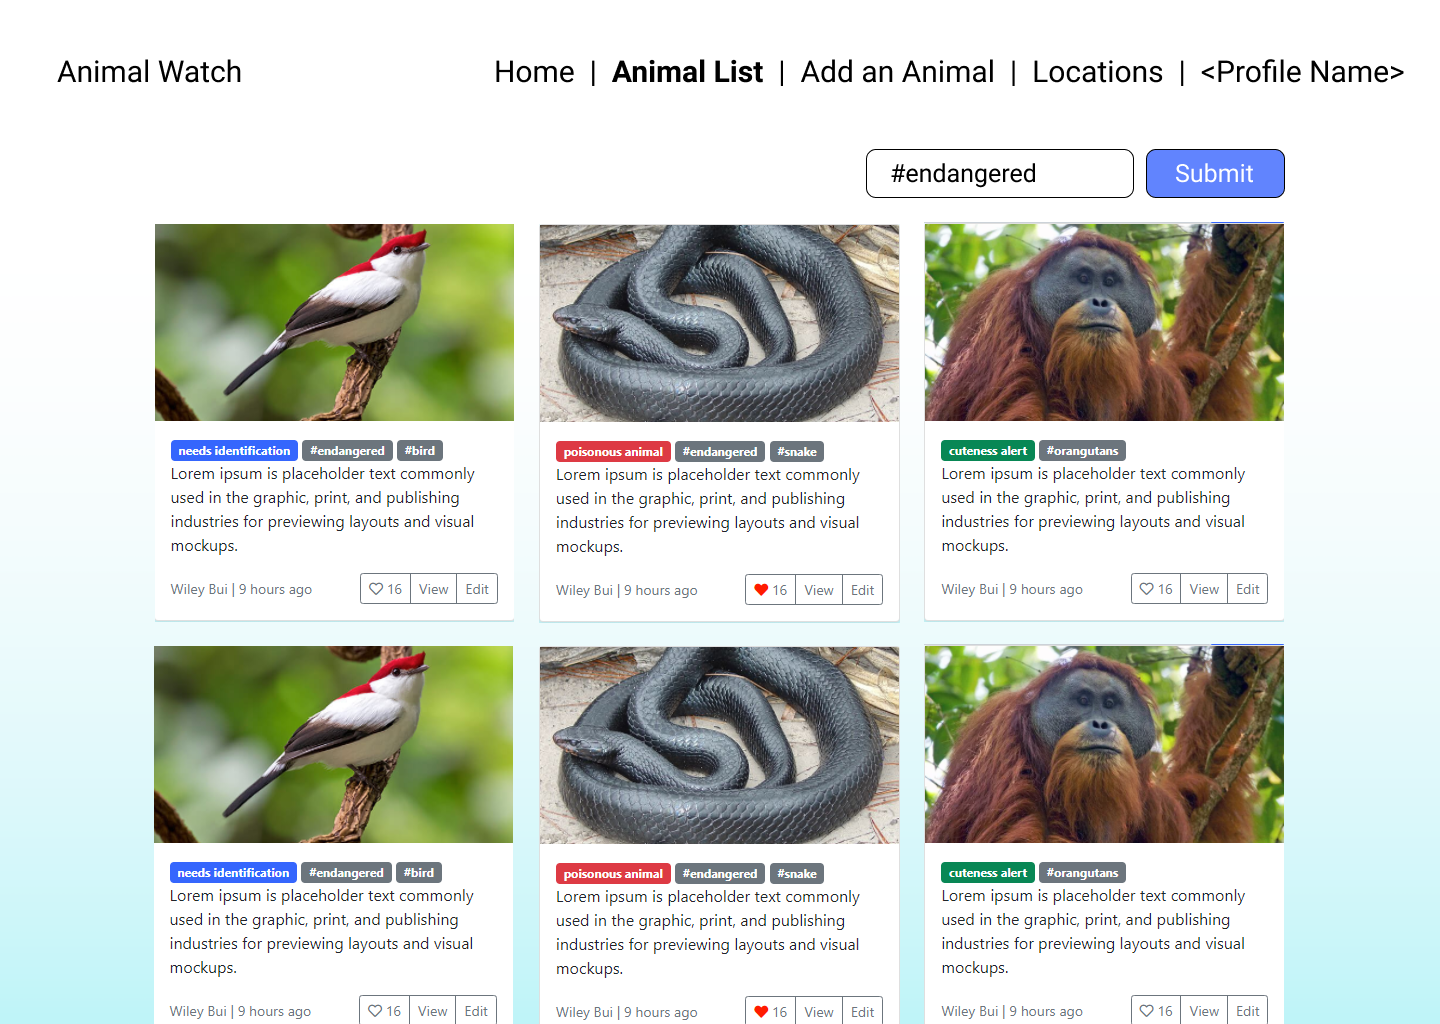 Animal Watch
Home | Animal List | Add an Animal | Locations | <Profile Name>
#endangered
Submit
needs identification #endangered #bird
Lorem ipsum is placeholder text commonly
used in the graphic, print, and publishing
industries for previewing layouts and visual
mockups.
Wiley Bui | 9 hours ago
16 View Edit
poisonous animal #endangered #snake
Lorem ipsum is placeholder text commonly
used in the graphic, print, and publishing
industries for previewing layouts and visual
mockups.
Wiley Bui | 9 hours ago
16 View Edit
cuteness alert #orangutans
Lorem ipsum is placeholder text commonly
used in the graphic, print, and publishing
industries for previewing layouts and visual
mockups.
Wiley Bui | 9 hours ago
16 View Edit
needs identification #endangered #bird
Lorem ipsum is placeholder text commonly
used in the graphic, print, and publishing
industries for previewing layouts and visual
mockups.
Wiley Bui | 9 hours ago
16 View Edit
poisonous animal #endangered #snake
Lorem ipsum is placeholder text commonly
used in the graphic, print, and publishing
industries for previewing layouts and visual
mockups.
Wiley Bui | 9 hours ago
16 View Edit
cuteness alert #orangutans
Lorem ipsum is placeholder text commonly
used in the graphic, print, and publishing
industries for previewing layouts and visual
mockups.
Wiley Bui | 9 hours ago
16 View Edit